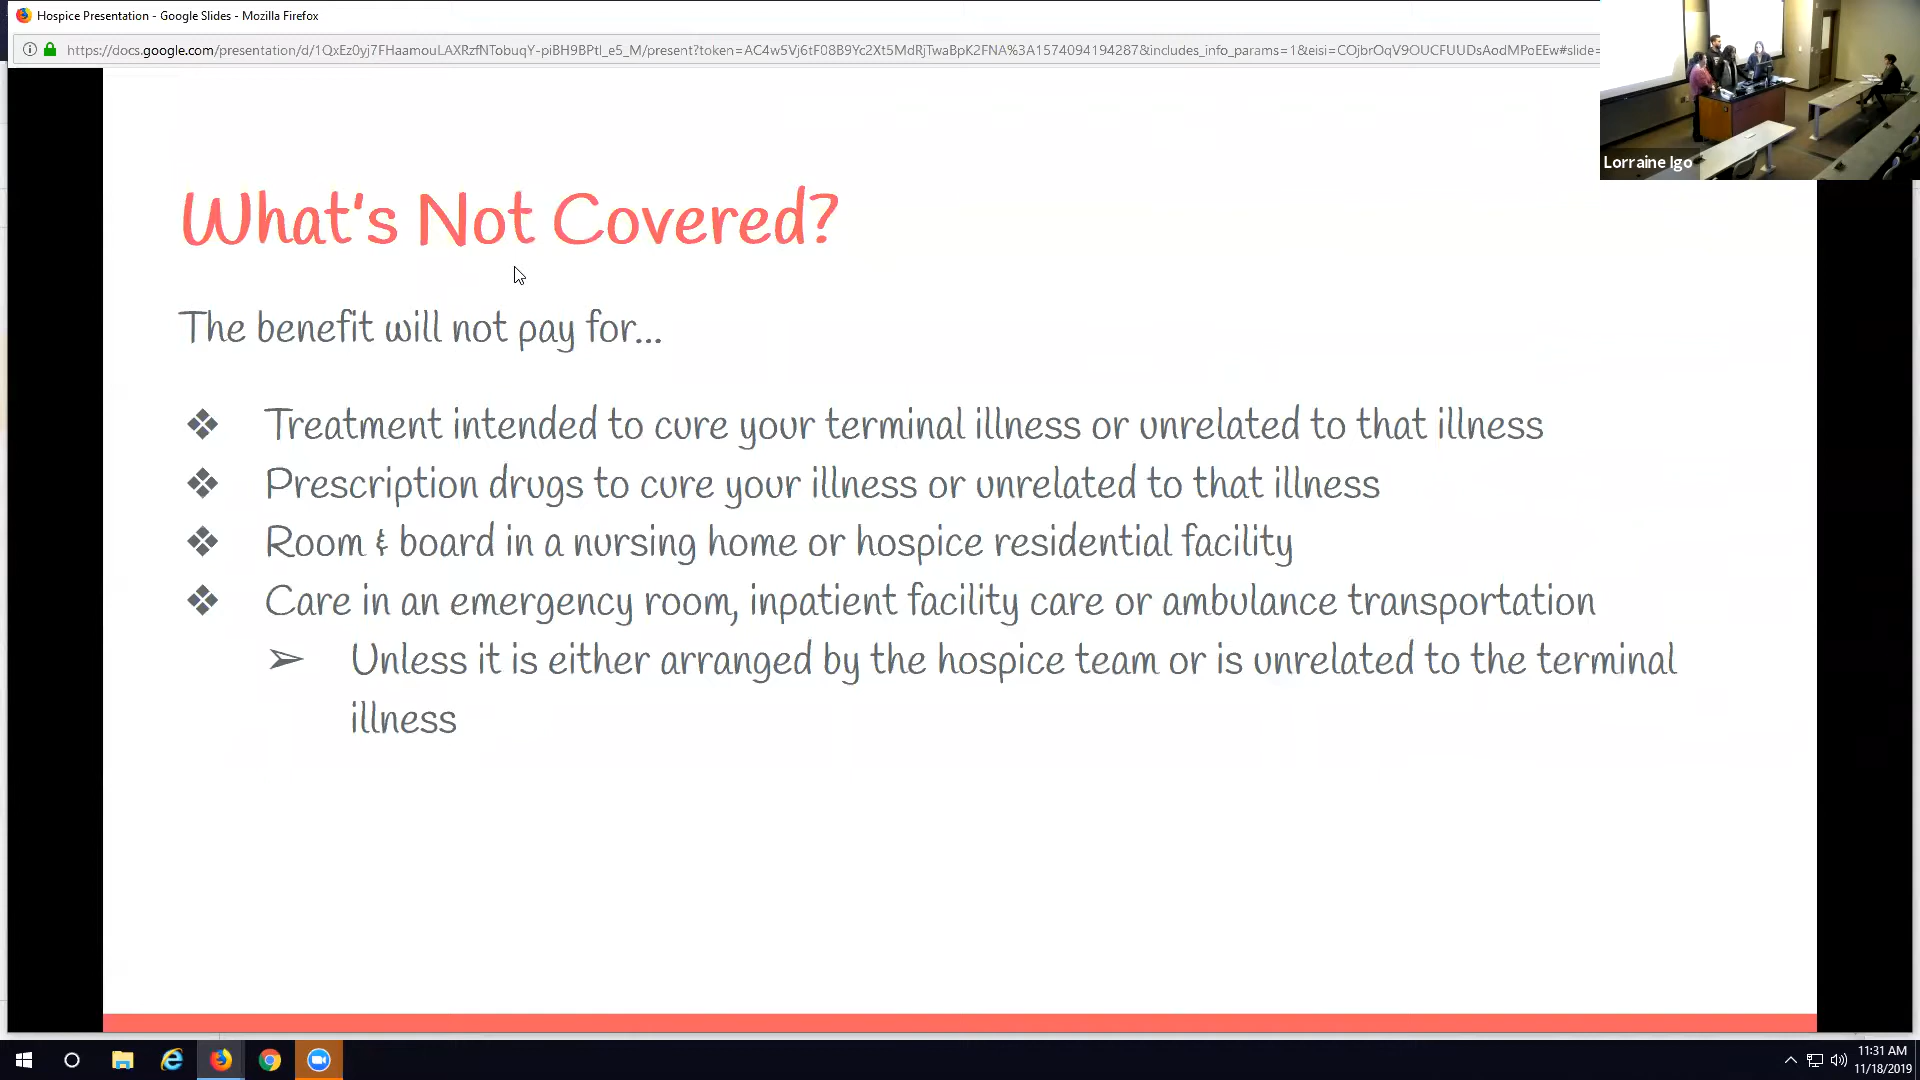 Hospice Presentation - Google Slides - Mozilla Firefox
https://docs.google.com/presentation/d/1QxEz0yj7FHaamouLAXRzfNTobuqY-piBH9BPtl_e5_M/present?token=AC4w5Vj6tF08B9Yc2Xt5MdRjTwaBpK2FNA%3A1574094194287&includes_info_params=1&eisi=COjbrOqV9OUCFUUDsAodMPoEEw#slide=
Lorraine Igo
What's Not Covered?
The benefit will not pay for...
❖ Treatment intended to cure your terminal illness or unrelated to that illness
❖ Prescription drugs to cure your illness or unrelated to that illness
❖ Room & board in a nursing home or hospice residential facility
❖ Care in an emergency room, inpatient facility care or ambulance transportation
➢ Unless it is either arranged by the hospice team or is unrelated to the terminal
illness
11:31 AM
11/18/2019